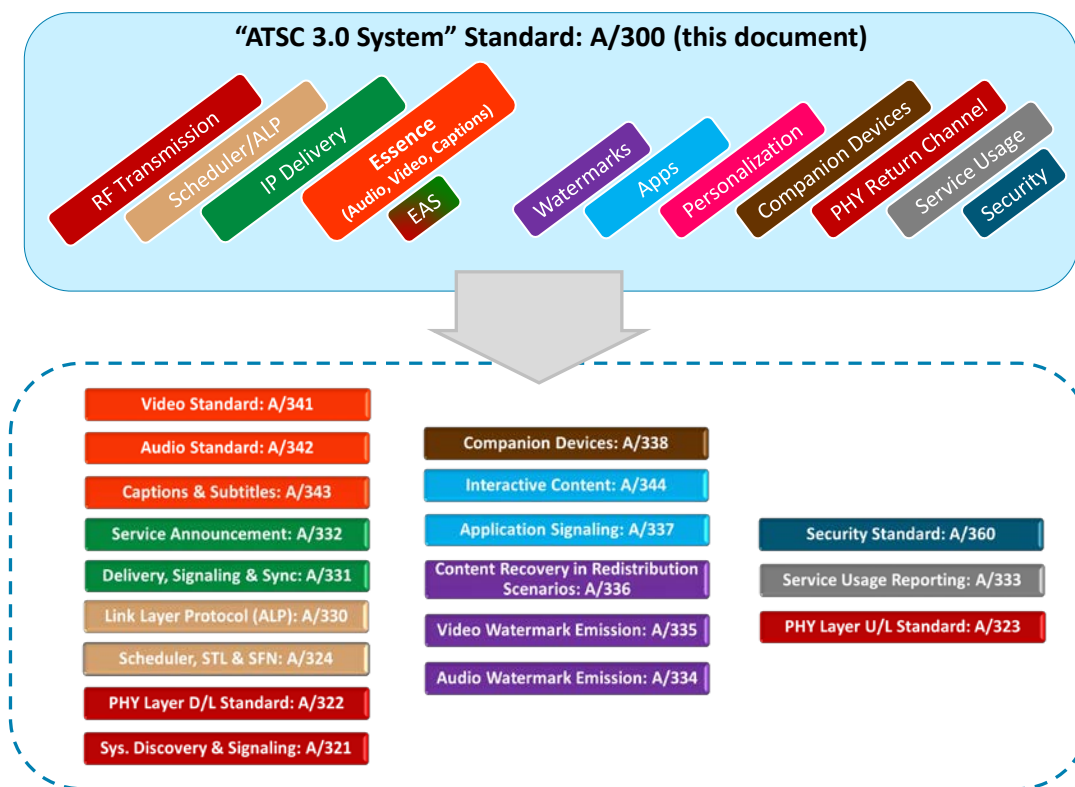 “ATSC 3.0 System” Standard: A/300 (this document)
RF Transmission
Scheduler/ALP
IP Delivery
Essence
(Audio, Video, Captions)
EAS
Watermarks
Apps
Personalization
Companion Devices
PHY Return Channel
Service Usage
Security
Video Standard: A/341
Audio Standard: A/342
Captions & Subtitles: A/343
Service Announcement: A/332
Delivery, Signaling & Sync: A/331
Link Layer Protocol (ALP): A/330
Scheduler, STL & SFN: A/324
PHY Layer D/L Standard: A/322
Sys. Discovery & Signaling: A/321
Companion Devices: A/338
Interactive Content: A/344
Application Signaling: A/337
Content Recovery in Redistribution
Scenarios: A/336
Video Watermark Emission: A/335
Audio Watermark Emission: A/334
Security Standard: A/360
Service Usage Reporting: A/333
PHY Layer U/L Standard: A/323